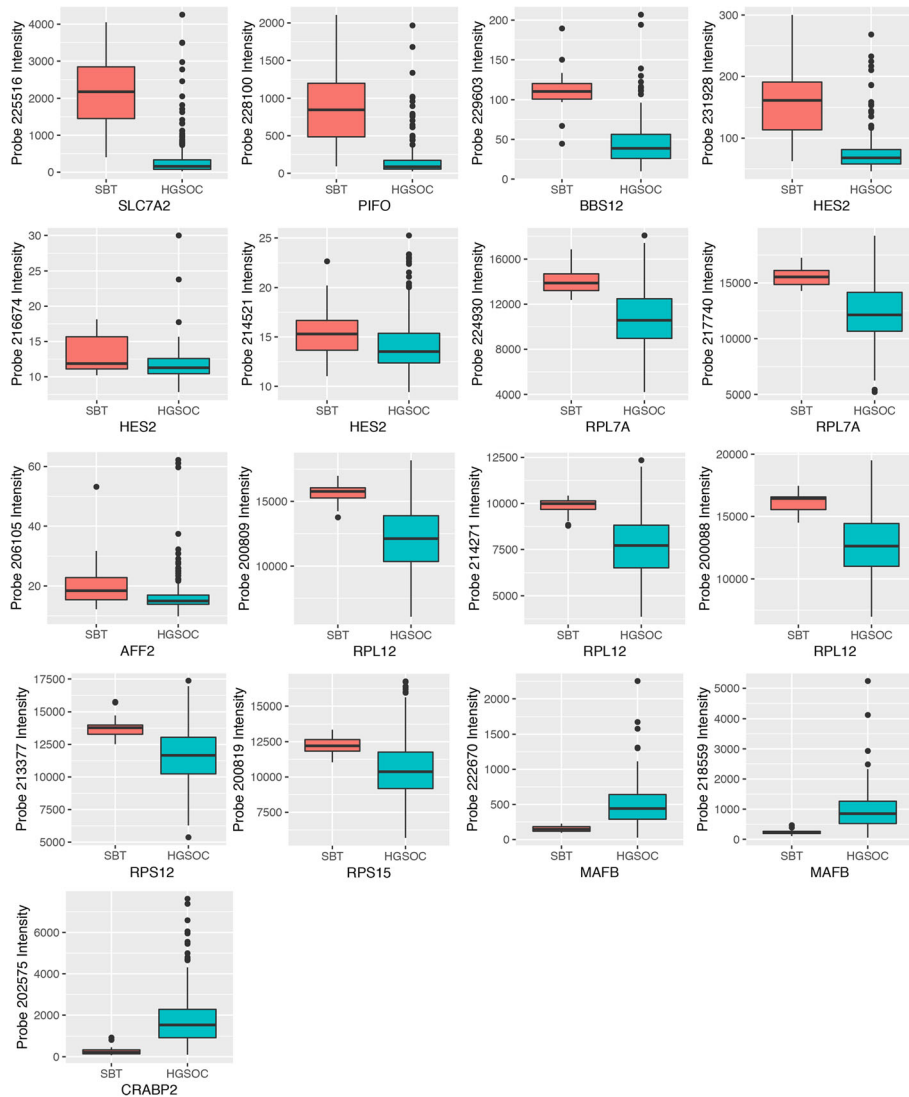 Probe 225516 Intensity
4000
3000
2000
1000
0
SBT HGSOC
SLC7A2
Probe 228100 Intensity
2000
1500
1000
500
0
SBT HGSOC
PIFO
Probe 229603 Intensity
200
150
100
50
0
SBT HGSOC
BBS12
Probe 231928 Intensity
300
200
100
SBT HGSOC
HES2
Probe 216674 Intensity
30
25
20
15
10
SBT HGSOC
HES2
Probe 214521 Intensity
25
20
15
10
SBT HGSOC
HES2
Probe 224930 Intensity
16000
12000
8000
4000
SBT HGSOC
RPL7A
Probe 217740 Intensity
15000
10000
5000
SBT HGSOC
RPL7A
Probe 206105 Intensity
60
40
20
SBT HGSOC
AFF2
Probe 200809 Intensity
15000
10000
SBT HGSOC
RPL12
Probe 214271 Intensity
12500
10000
7500
5000
SBT HGSOC
RPL12
Probe 200088 Intensity
20000
15000
10000
SBT HGSOC
RPL12
Probe 213377 Intensity
17500
15000
12500
10000
7500
5000
SBT HGSOC
RPS12
Probe 200819 Intensity
15000
12500
10000
7500
SBT HGSOC
RPS15
Probe 222670 Intensity
2000
1500
1000
500
0
SBT HGSOC
MAFB
Probe 218559 Intensity
5000
4000
3000
2000
1000
0
SBT HGSOC
MAFB
Probe 202575 Intensity
6000
4000
2000
0
SBT HGSOC
CRABP2